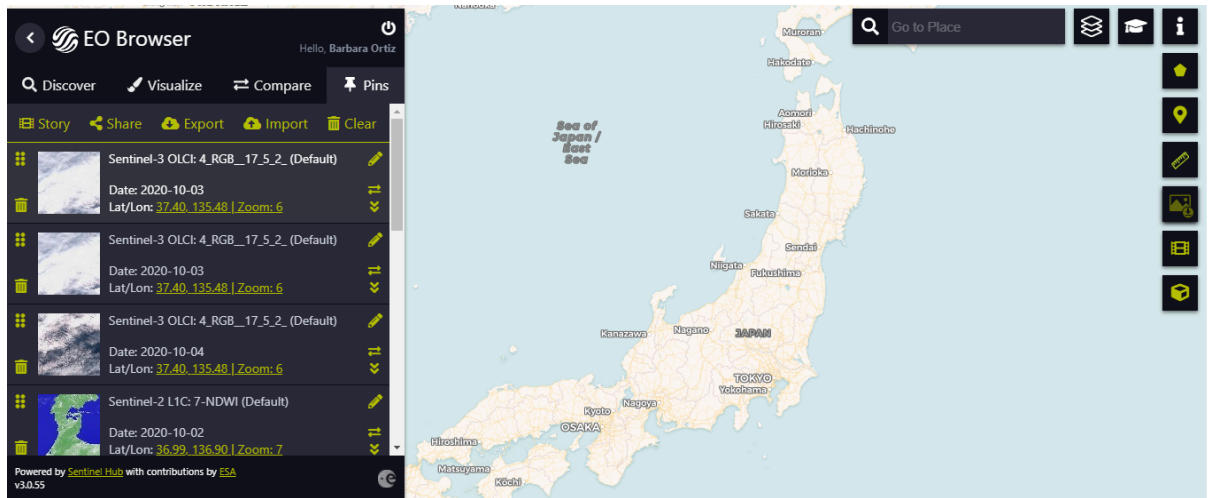 EO Browser
Hello, Barbara Ortiz
Discover Visualize Compare Pins
Story Share Export Import Clear
Sentinel-3 OLCI: 4_RGB__17_5_2_ (Default)
Date: 2020-10-03
Lat/Lon: 37.40, 135.48 | Zoom: 6
Sentinel-3 OLCI: 4_RGB__17_5_2_ (Default)
Date: 2020-10-03
Lat/Lon: 37.40, 135.48 | Zoom: 6
Sentinel-3 OLCI: 4_RGB__17_5_2_ (Default)
Date: 2020-10-04
Lat/Lon: 37.40, 135.48 | Zoom: 6
Sentinel-2 L1C: 7-NDWI (Default)
Date: 2020-10-02
Lat/Lon: 36.99, 136.90 | Zoom: 7
Powered by Sentinel Hub with contributions by ESA
v3.0.55
Go to Place
Muroran
Hakodate
Aomori
Hirosaki
Hachinohe
Sea of
Japan /
East
Sea
Morioka
Sakata
Sendai
Niigata
Fukushima
Kanazawa
Nagano
JAPAN
TOKYO
Yokohama
Nagoya
Kyoto
OSAKA
Hiroshima
Matsuyama
Kōchi